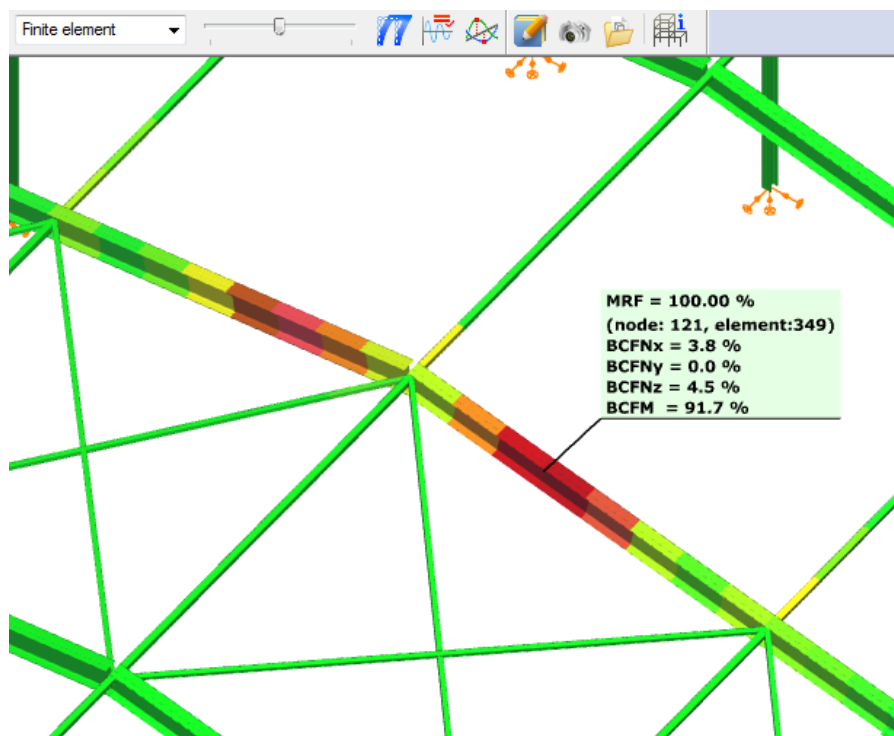 Finite element
MRF = 100.00 %
(node: 121, element:349)
BCFNx = 3.8 %
BCFNy = 0.0 %
BCFNz = 4.5 %
BCFM = 91.7 %